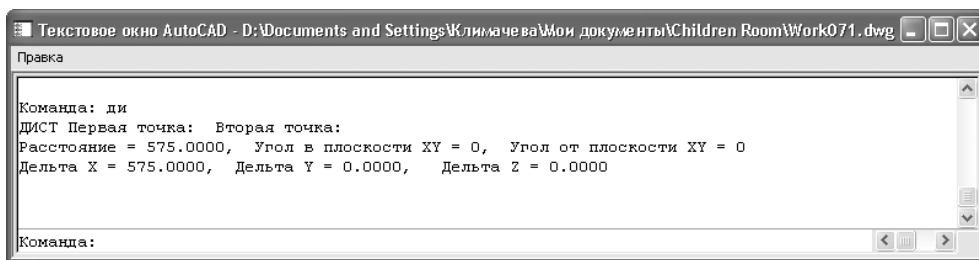 Текстовое окно AutoCAD - D:\Documents and Settings\Климачева\Мои документы\Children Room\Work071.dwg
Правка
Команда: ди
ДИСТ Первая точка:  Вторая точка:
Расстояние = 575.0000,  Угол в плоскости XY = 0,  Угол от плоскости XY = 0
Дельта X = 575.0000,  Дельта Y = 0.0000,   Дельта Z = 0.0000
Команда: